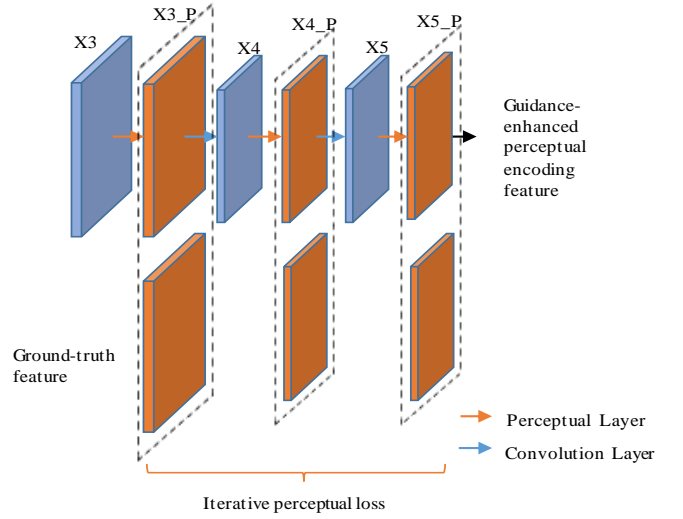 X3
X3_P
X4
X4_P
X5
X5_P
Guidance-
enhanced
perceptual
encoding
feature
Ground-truth
feature
Perceptual Layer
Convolution Layer
Iterative perceptual loss